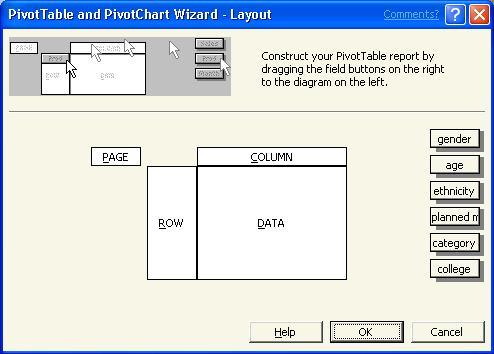 PivotTable and PivotChart Wizard - Layout
Comments?
Construct your PivotTable report by
dragging the field buttons on the right
to the diagram on the left.
PAGE
COLUMN
ROW
DATA
gender
age
ethnicity
planned m
category
college
Help
OK
Cancel